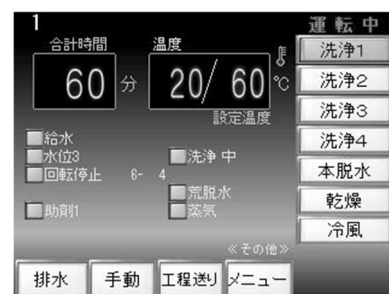 1
運転中
合計時間 温度
60 分 20/ 60 ℃
設定温度
給水
水位3 洗浄 中
回転停止 6- 4
荒脱水
助剤1 蒸気
≪その他≫
洗浄1
洗浄2
洗浄3
洗浄4
本脱水
乾燥
冷風
排水 手動 工程送り メニュー